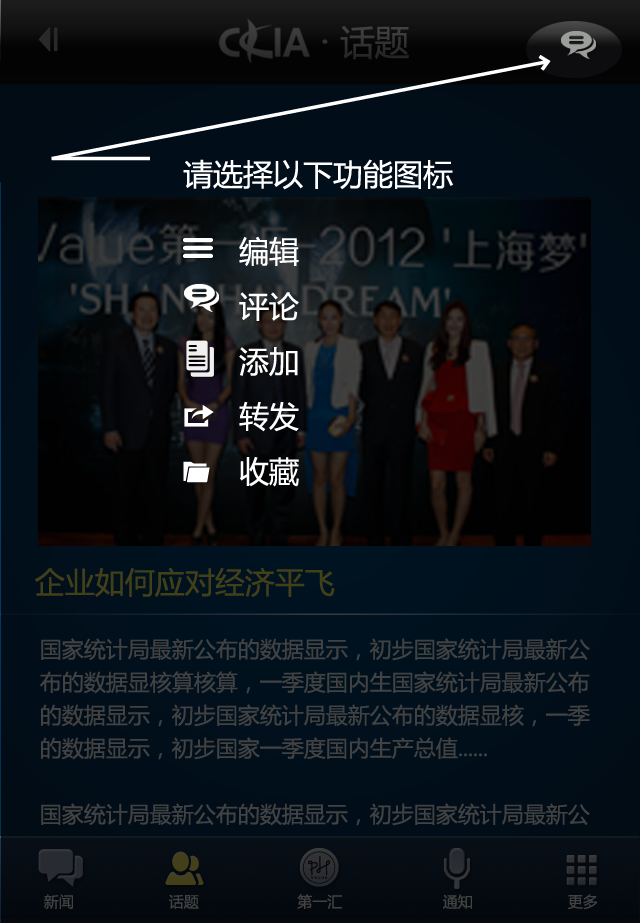 CCLIA · 话题
请选择以下功能图标
Value第一 2012 '上海梦'
'SHANGHAI DREAM'
编辑
评论
添加
转发
收藏
企业如何应对经济平飞
国家统计局最新公布的数据显示，初步国家统计局最新公
布的数据显核算核算，一季度国内生国家统计局最新公布
的数据显示，初步国家统计局最新公布的数据显核，一季
的数据显示，初步国家一季度国内生产总值......
国家统计局最新公布的数据显示，初步国家统计局最新公
新闻
话题
第一汇
通知
更多